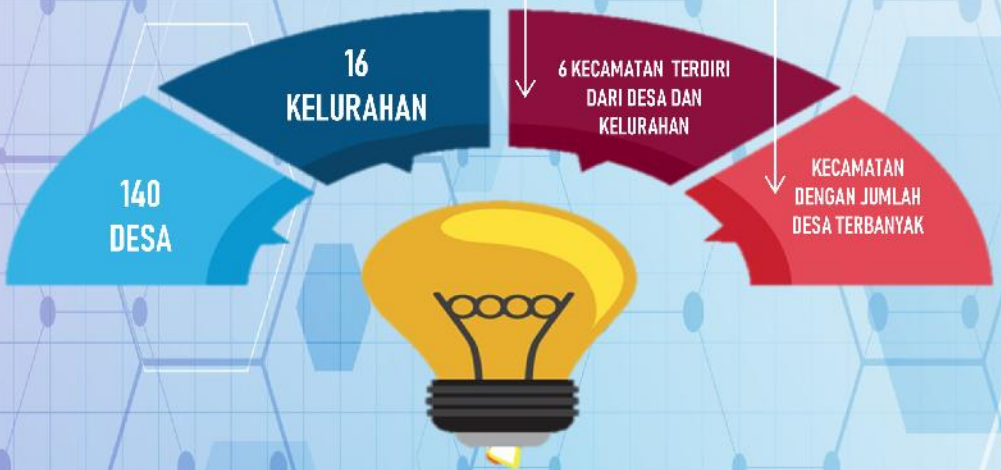 140
DESA
16
KELURAHAN
6 KECAMATAN TERDIRI
DARI DESA DAN
KELURAHAN
KECAMATAN
DENGAN JUMLAH
DESA TERBANYAK